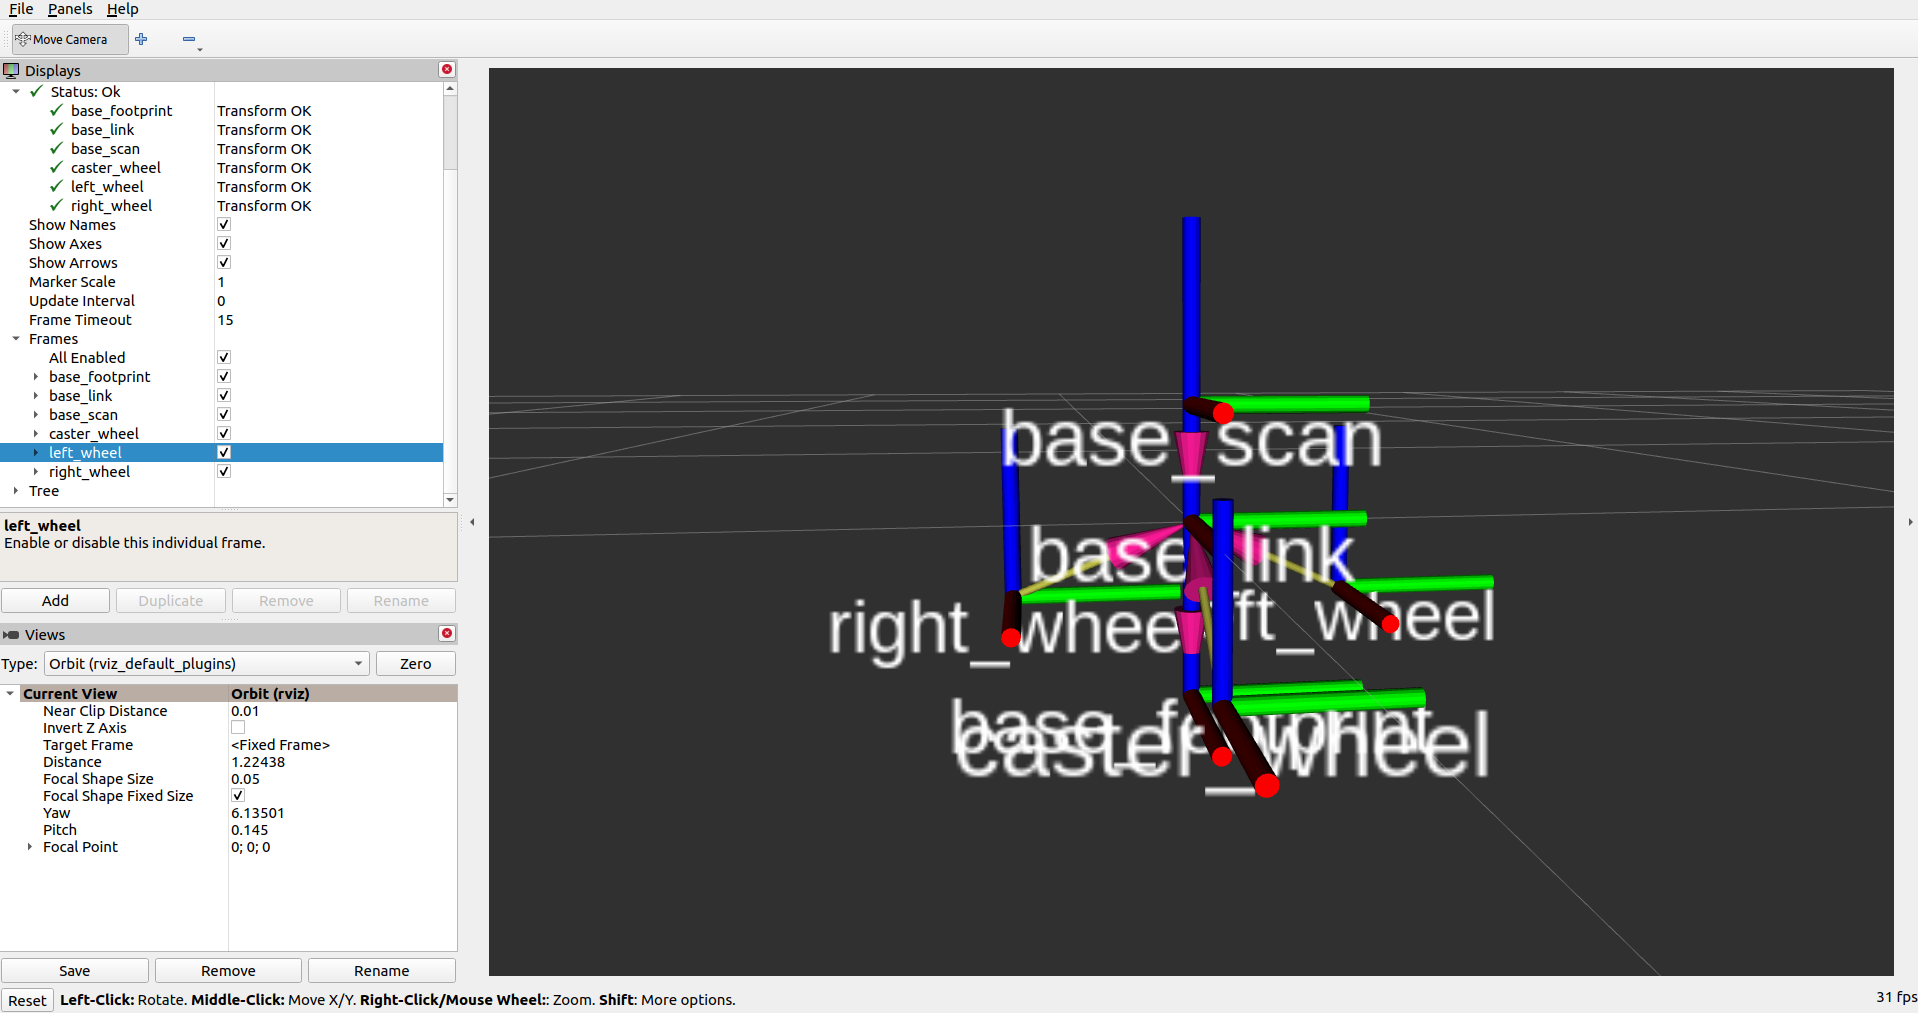 File Panels Help
Move Camera
Displays
Status: Ok
base_footprint Transform OK
base_link Transform OK
base_scan Transform OK
caster_wheel Transform OK
left_wheel Transform OK
right_wheel Transform OK
Show Names
Show Axes
Show Arrows
Marker Scale 1
Update Interval 0
Frame Timeout 15
Frames
All Enabled
base_footprint
base_link
base_scan
caster_wheel
left_wheel
right_wheel
Tree
left_wheel
Enable or disable this individual frame.
Add Duplicate Remove Rename
Views
Type: Orbit (rviz_default_plugins) Zero
Current View Orbit (rviz)
Near Clip Distance 0.01
Invert Z Axis
Target Frame <Fixed Frame>
Distance 1.22438
Focal Shape Size 0.05
Focal Shape Fixed Size
Yaw 6.13501
Pitch 0.145
Focal Point 0; 0; 0
Save Remove Rename
Reset Left-Click: Rotate. Middle-Click: Move X/Y. Right-Click/Mouse Wheel:: Zoom. Shift: More options.
31 fps
base_scan
base_link
right_wheel
ft_wheel
base_footprint
caster_wheel